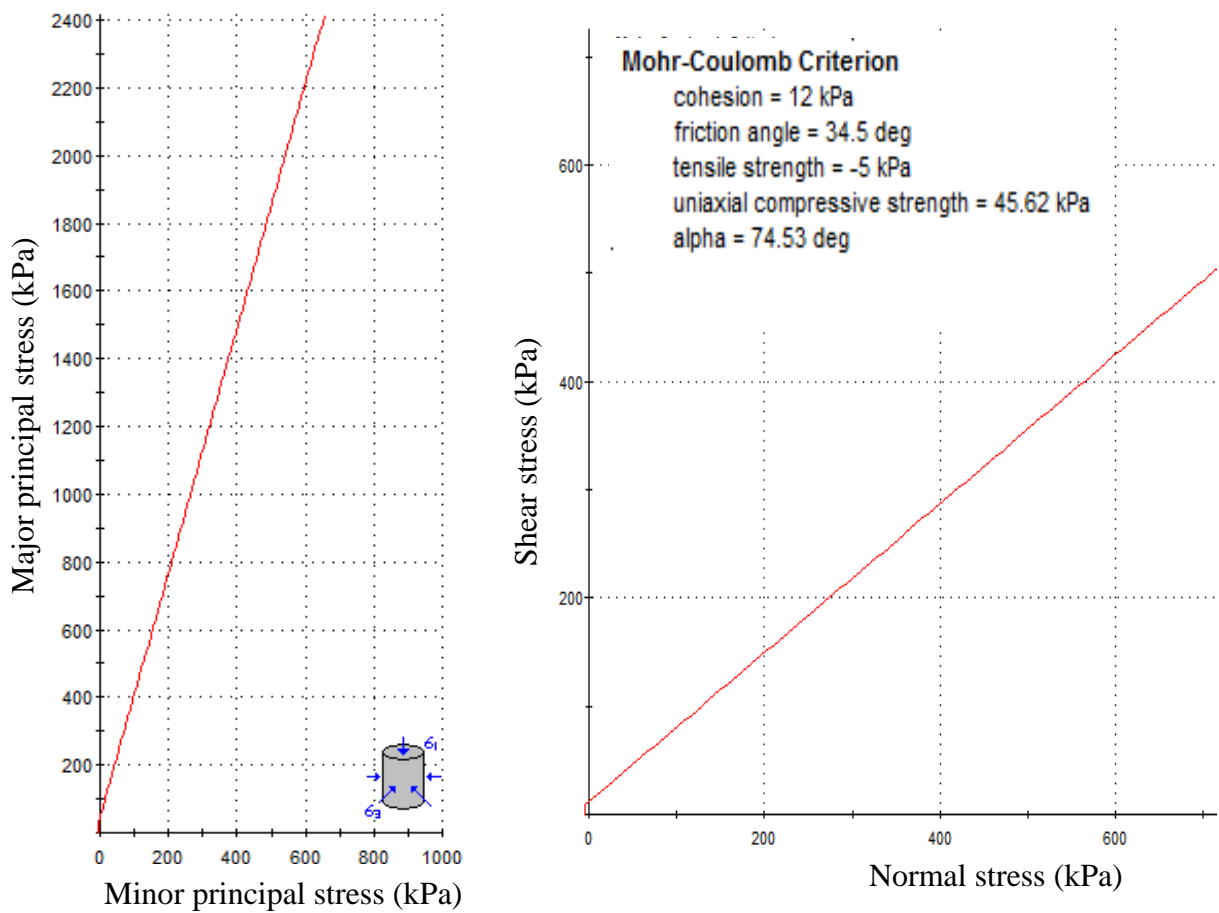 Major principal stress (kPa)
2400
2200
2000
1800
1600
1400
1200
1000
800
600
400
200
0
200
400
600
800
1000
Minor principal stress (kPa)
σ1
σ3
Mohr-Coulomb Criterion
cohesion = 12 kPa
friction angle = 34.5 deg
tensile strength = -5 kPa
uniaxial compressive strength = 45.62 kPa
alpha = 74.53 deg
Shear stress (kPa)
600
400
200
0
200
400
600
Normal stress (kPa)